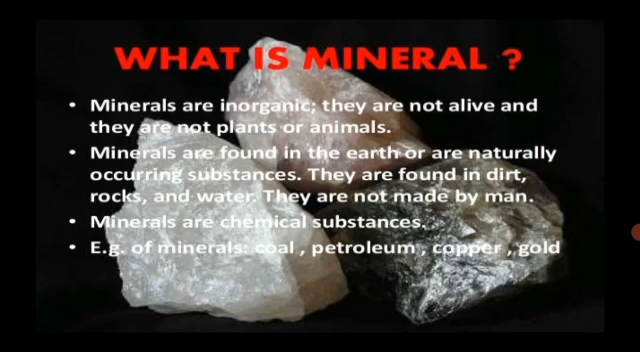 WHAT IS MINERAL ?
• Minerals are inorganic; they are not alive and
they are not plants or animals.
• Minerals are found in the earth or are naturally
occurring substances. They are found in dirt,
rocks, and water. They are not made by man.
• Minerals are chemical substances.
• E.g. of minerals: coal , petroleum , copper , gold